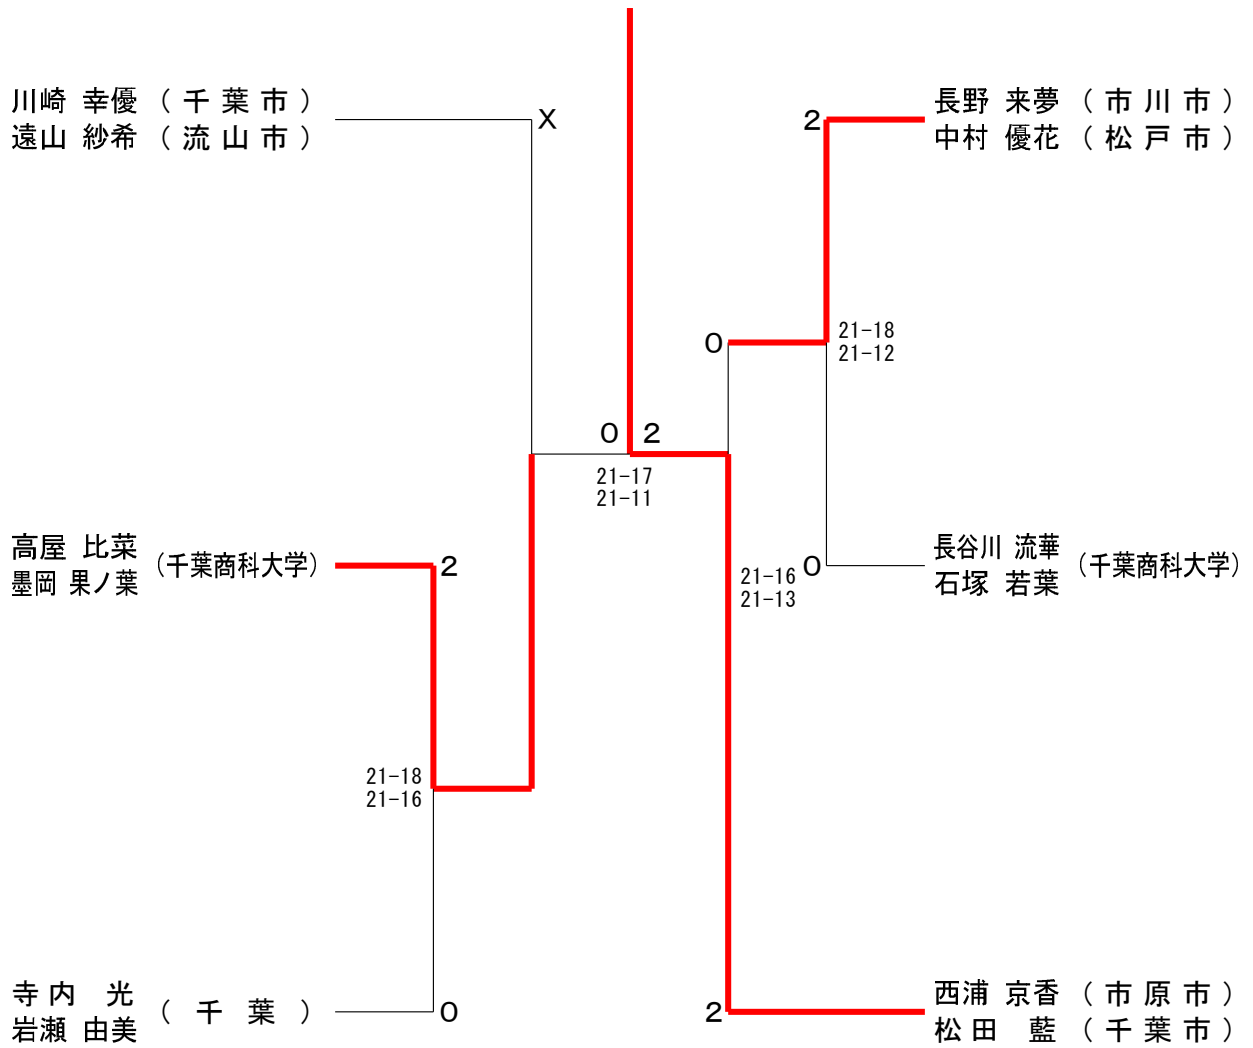 川崎 幸優 ( 千 葉 市 )
遠山 紗希 ( 流 山 市 )
X
2
長野 来夢 ( 市 川 市 )
中村 優花 ( 松 戸 市 )
0
21-18
21-12
0 2
21-17
21-11
高屋 比菜
墨岡 果ノ葉
(千葉商科大学)
2
21-16
21-13
0
長谷川 流華
石塚 若葉
(千葉商科大学)
21-18
21-16
寺 内 光
岩瀬 由美
( 千 葉 )
0
2
西浦 京香 ( 市 原 市 )
松 田 藍 ( 千 葉 市 )